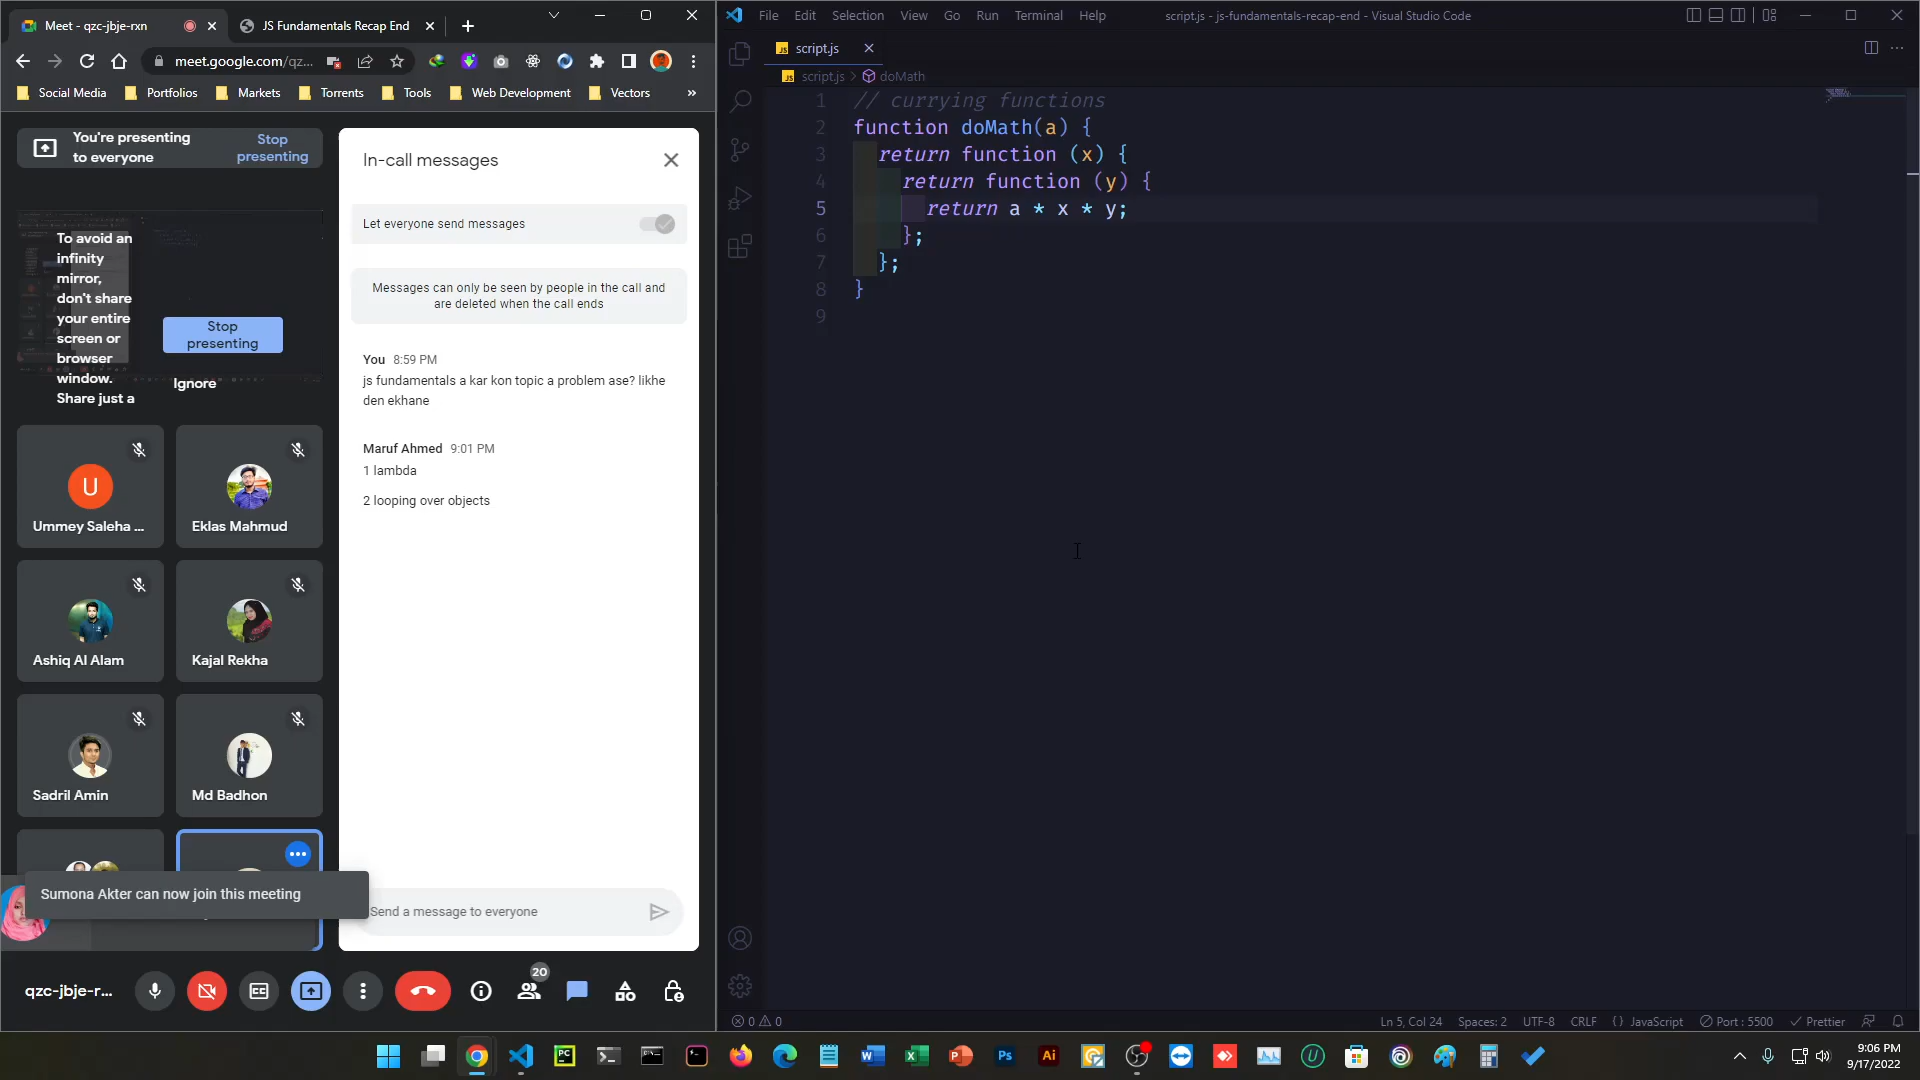 Meet - qzc-jbje-rxn
JS Fundamentals Recap End
meet.google.com/qz...
Social Media
Portfolios
Markets
Torrents
Tools
Web Development
Vectors
»
You're presenting
to everyone
Stop
presenting
To avoid an
infinity
mirror,
don't share
your entire
screen or
browser
window.
Share just a
Stop
presenting
Ignore
U
Ummey Saleha ...
Eklas Mahmud
Ashiq Al Alam
Kajal Rekha
Sadril Amin
Md Badhon
Sumona Akter can now join this meeting
In-call messages
Let everyone send messages
Messages can only be seen by people in the call and
are deleted when the call ends
You 8:59 PM
js fundamentals a kar kon topic a problem ase? likhe
den ekhane
Maruf Ahmed 9:01 PM
1 lambda
2 looping over objects
Send a message to everyone
qzc-jbje-r...
20
File Edit Selection View Go Run Terminal Help
script.js - js-fundamentals-recap-end - Visual Studio Code
JS script.js
JS script.js > doMath
1 // currying functions
2 function doMath(a) {
3 return function (x) {
4 return function (y) {
5 return a * x * y;
6 };
7 };
8 }
9
0 0
Ln 5, Col 24 Spaces: 2 UTF-8 CRLF {} JavaScript Port : 5500 Prettier
PC
W
X
P
Ps
Ai
U
9:06 PM
9/17/2022